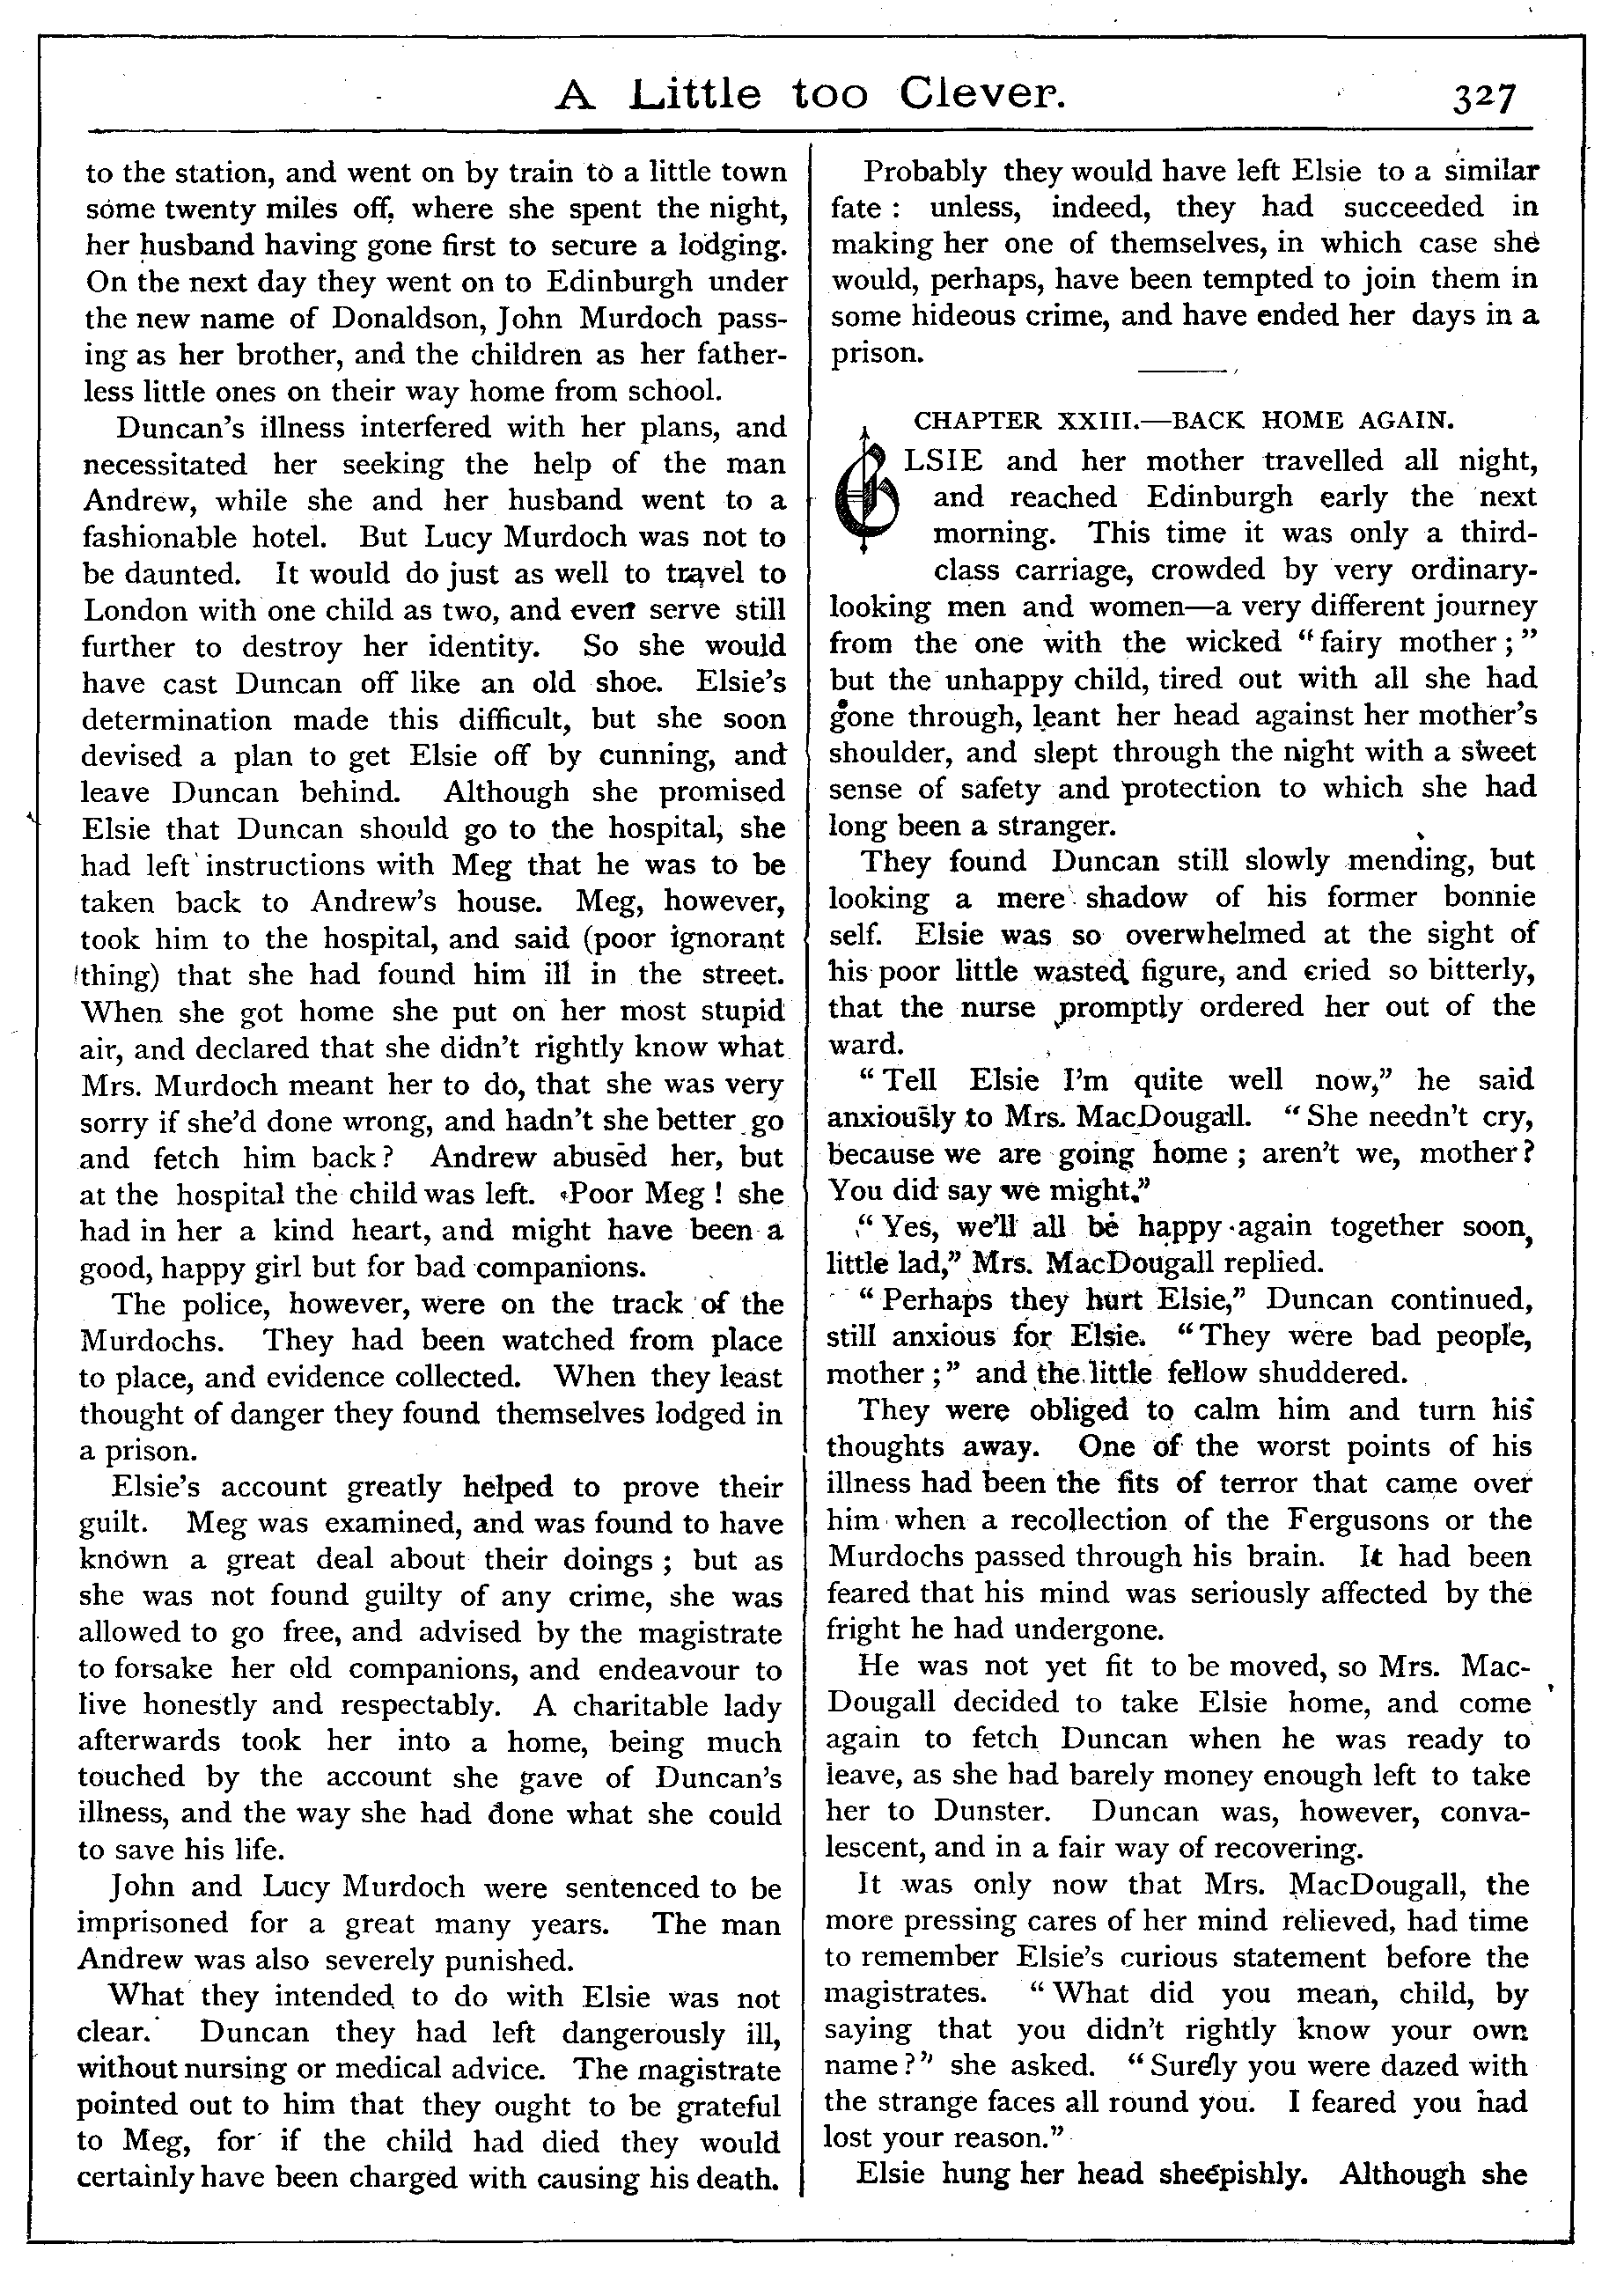 A Little too Clever.
327
to the station, and went on by train to a little town
some twenty miles off, where she spent the night,
her husband having gone first to secure a lodging.
On the next day they went on to Edinburgh under
the new name of Donaldson, John Murdoch pass-
ing as her brother, and the children as her father-
less little ones on their way home from school.
Duncan's illness interfered with her plans, and
necessitated her seeking the help of the man
Andrew, while she and her husband went to a
fashionable hotel. But Lucy Murdoch was not to
be daunted. It would do just as well to travel to
London with one child as two, and even serve still
further to destroy her identity. So she would
have cast Duncan off like an old shoe. Elsie's
determination made this difficult, but she soon
devised a plan to get Elsie off by cunning, and
leave Duncan behind. Although she promised
Elsie that Duncan should go to the hospital, she
had left instructions with Meg that he was to be
taken back to Andrew's house. Meg, however,
took him to the hospital, and said (poor ignorant
thing) that she had found him ill in the street.
When she got home she put on her most stupid
air, and declared that she didn't rightly know what
Mrs. Murdoch meant her to do, that she was very
sorry if she'd done wrong, and hadn't she better go
and fetch him back? Andrew abused her, but
at the hospital the child was left. Poor Meg! she
had in her a kind heart, and might have been a
good, happy girl but for bad companions.
The police, however, were on the track of the
Murdochs. They had been watched from place
to place, and evidence collected. When they least
thought of danger they found themselves lodged in
a prison.
Elsie's account greatly helped to prove their
guilt. Meg was examined, and was found to have
known a great deal about their doings; but as
she was not found guilty of any crime, she was
allowed to go free, and advised by the magistrate
to forsake her old companions, and endeavour to
live honestly and respectably. A charitable lady
afterwards took her into a home, being much
touched by the account she gave of Duncan's
illness, and the way she had done what she could
to save his life.
John and Lucy Murdoch were sentenced to be
imprisoned for a great many years. The man
Andrew was also severely punished.
What they intended to do with Elsie was not
clear. Duncan they had left dangerously ill,
without nursing or medical advice. The magistrate
pointed out to him that they ought to be grateful
to Meg, for if the child had died they would
certainly have been charged with causing his death.
Probably they would have left Elsie to a similar
fate: unless, indeed, they had succeeded in
making her one of themselves, in which case she
would, perhaps, have been tempted to join them in
some hideous crime, and have ended her days in a
prison.
CHAPTER XXIII.—BACK HOME AGAIN.
ELSIE and her mother travelled all night,
and reached Edinburgh early the next
morning. This time it was only a third-
class carriage, crowded by very ordinary-
looking men and women—a very different journey
from the one with the wicked "fairy mother;"
but the unhappy child, tired out with all she had
gone through, leant her head against her mother's
shoulder, and slept through the night with a sweet
sense of safety and protection to which she had
long been a stranger.
They found Duncan still slowly mending, but
looking a mere shadow of his former bonnie
self. Elsie was so overwhelmed at the sight of
his poor little wasted figure, and cried so bitterly,
that the nurse promptly ordered her out of the
ward.
"Tell Elsie I'm quite well now," he said
anxiously to Mrs. MacDougall. "She needn't cry,
because we are going home; aren't we, mother?
You did say we might."
"Yes, we'll all be happy again together soon,
little lad," Mrs. MacDougall replied.
"Perhaps they hurt Elsie," Duncan continued,
still anxious for Elsie. "They were bad people,
mother;" and the little fellow shuddered.
They were obliged to calm him and turn his
thoughts away. One of the worst points of his
illness had been the fits of terror that came over
him when a recollection of the Fergusons or the
Murdochs passed through his brain. It had been
feared that his mind was seriously affected by the
fright he had undergone.
He was not yet fit to be moved, so Mrs. Mac-
Dougall decided to take Elsie home, and come
again to fetch Duncan when he was ready to
leave, as she had barely money enough left to take
her to Dunster. Duncan was, however, conva-
lescent, and in a fair way of recovering.
It was only now that Mrs. MacDougall, the
more pressing cares of her mind relieved, had time
to remember Elsie's curious statement before the
magistrates. "What did you mean, child, by
saying that you didn't rightly know your own
name?" she asked. "Surely you were dazed with
the strange faces all round you. I feared you had
lost your reason."
Elsie hung her head sheepishly. Although she